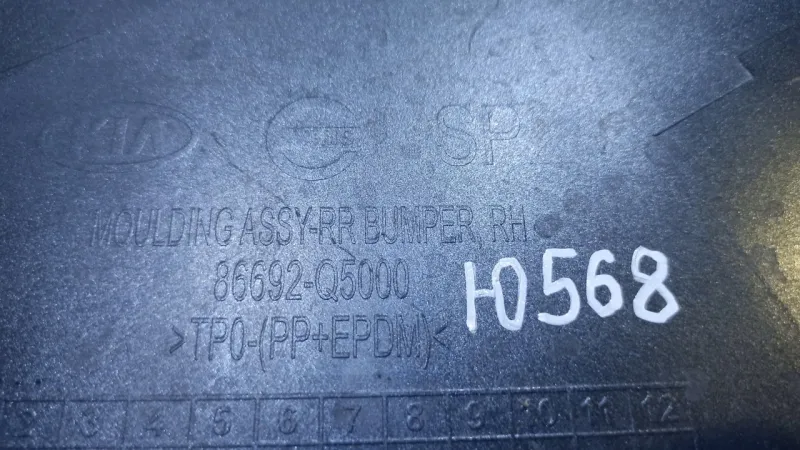 KIA SP
MOULDING ASSY-RR BUMPER, RH
86692-Q5000
Ю568
>TPO-(PP+EPDM)<
2 3 4 5 6 7 8 9 10 11 12